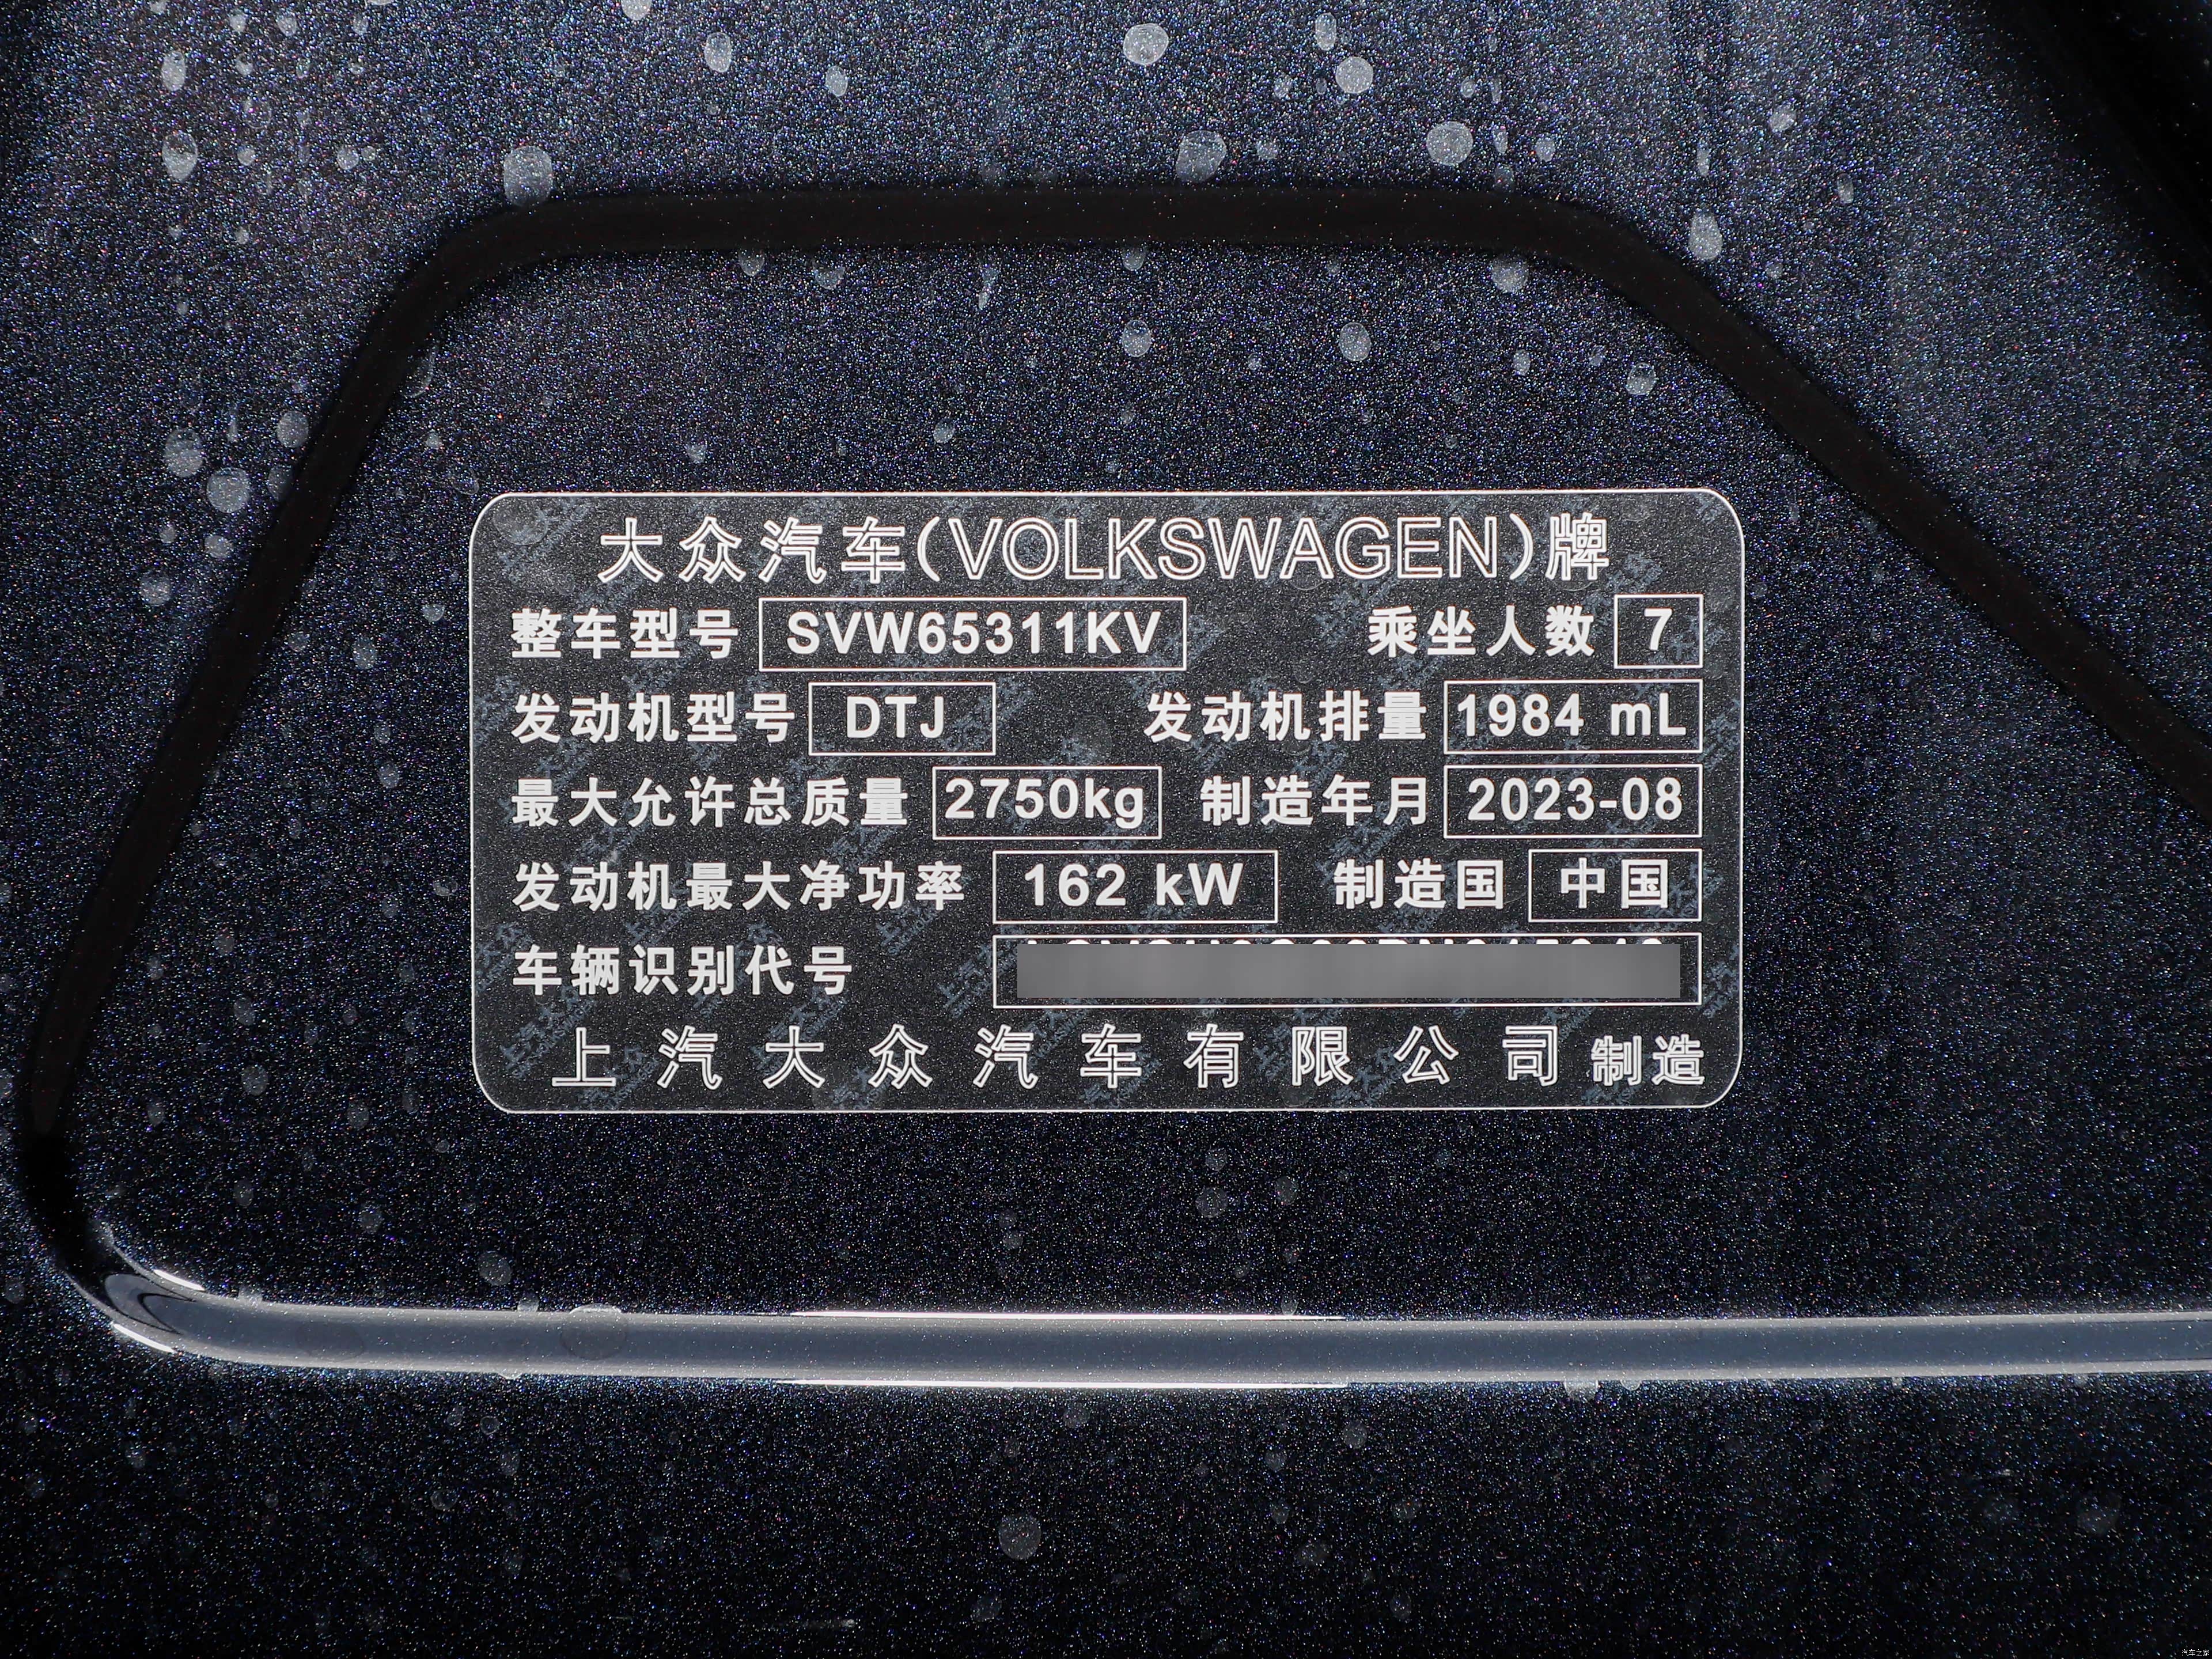 大众汽车(VOLKSWAGEN)牌
整车型号 SVW65311KV 乘坐人数 7
发动机型号 DTJ 发动机排量 1984 mL
最大允许总质量 2750kg 制造年月 2023-08
发动机最大净功率 162 kW 制造国 中国
车辆识别代号
上汽大众汽车有限公司 制造
汽车之家